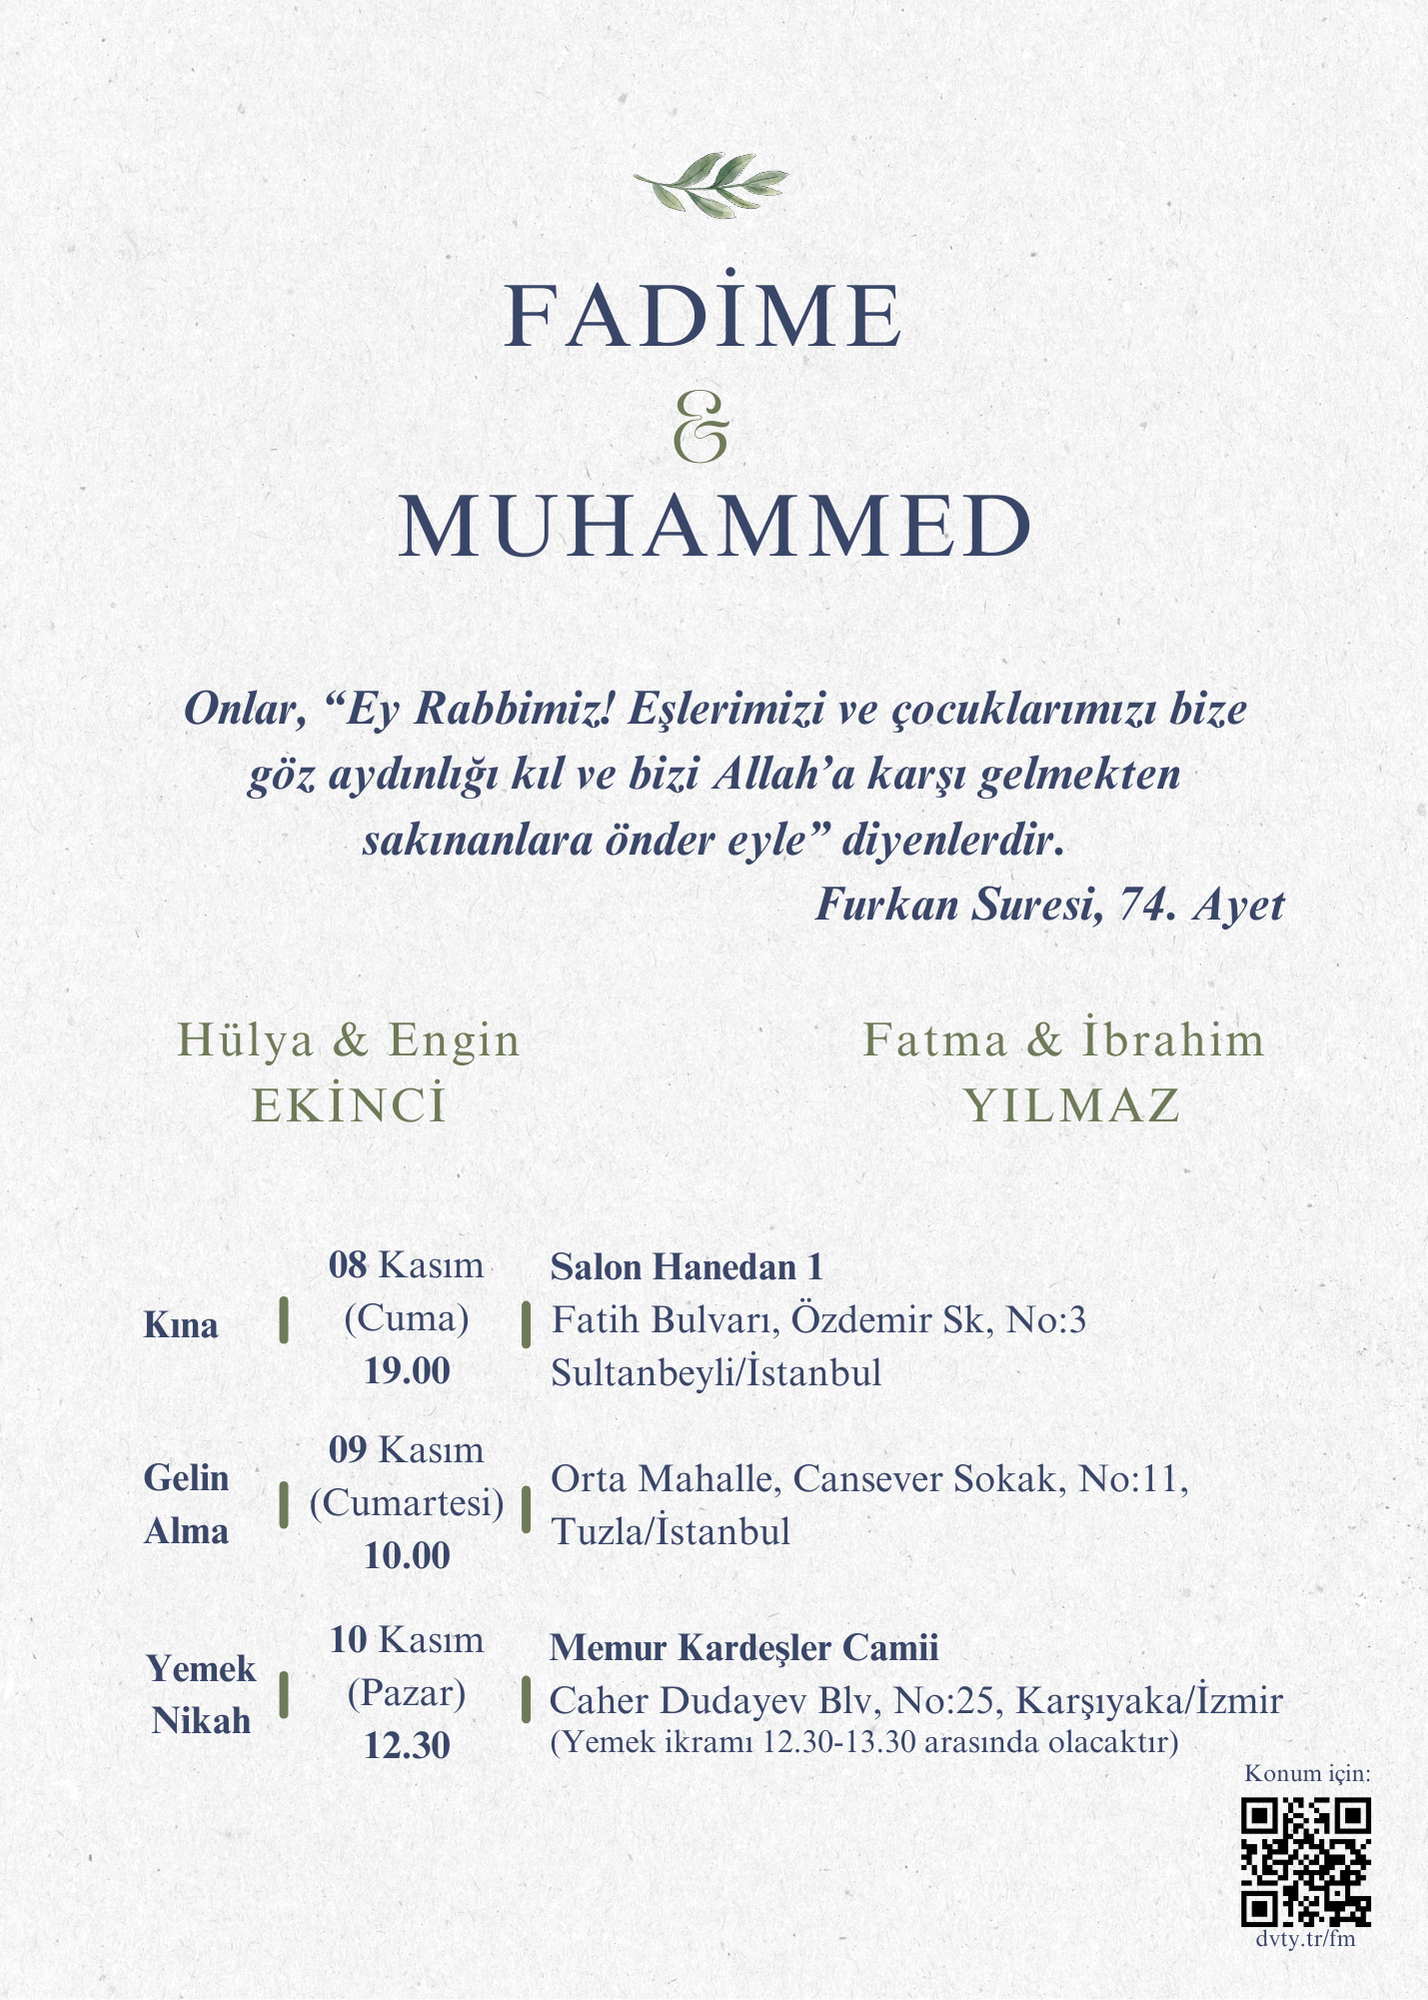 FADİME
&
MUHAMMED
Onlar, “Ey Rabbimiz! Eşlerimizi ve çocuklarımızı bize
göz aydınlığı kıl ve bizi Allah’a karşı gelmekten
sakınanlara önder eyle” diyenlerdir.
Furkan Suresi, 74. Ayet
Hülya & Engin
EKİNCİ
Fatma & İbrahim
YILMAZ
Kına
08 Kasım
(Cuma)
19.00
Salon Hanedan 1
Fatih Bulvarı, Özdemir Sk, No:3
Sultanbeyli/İstanbul
Gelin
Alma
09 Kasım
(Cumartesi)
10.00
Orta Mahalle, Cansever Sokak, No:11,
Tuzla/İstanbul
Yemek
Nikah
10 Kasım
(Pazar)
12.30
Memur Kardeşler Camii
Caher Dudayev Blv, No:25, Karşıyaka/İzmir
(Yemek ikramı 12.30-13.30 arasında olacaktır)
Konum için:
dvty.tr/fm